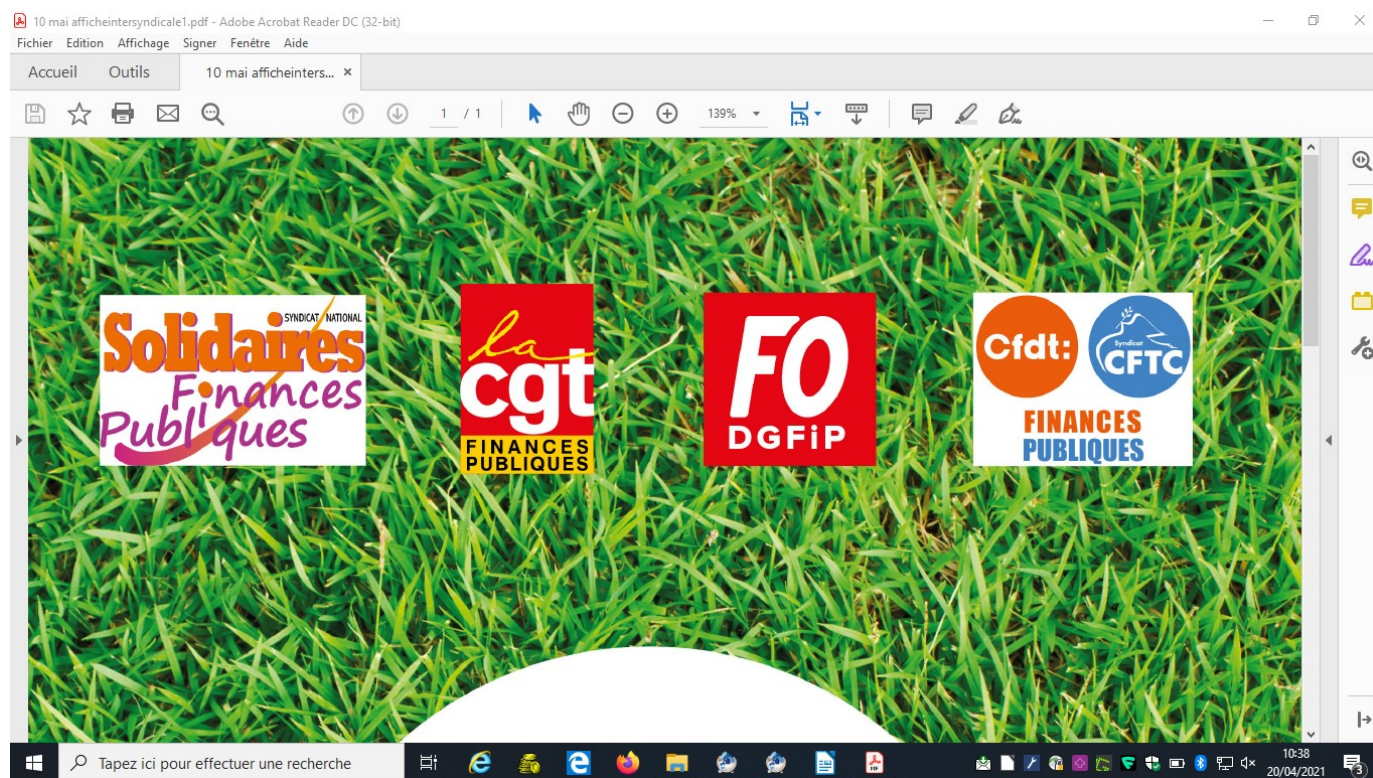 10 mai afficheintersyndicale1.pdf - Adobe Acrobat Reader DC (32-bit)
Fichier Edition Affichage Signer Fenêtre Aide
Accueil Outils 10 mai afficheinters... ×
1 / 1 139%
SYNDICAT NATIONAL
Solidaires
Finances
Publiques
la
cgt
FINANCES
PUBLIQUES
FO
DGFiP
Cfdt:
Syndicat
CFTC
FINANCES
PUBLIQUES
Tapez ici pour effectuer une recherche
10:38
20/04/2021
3